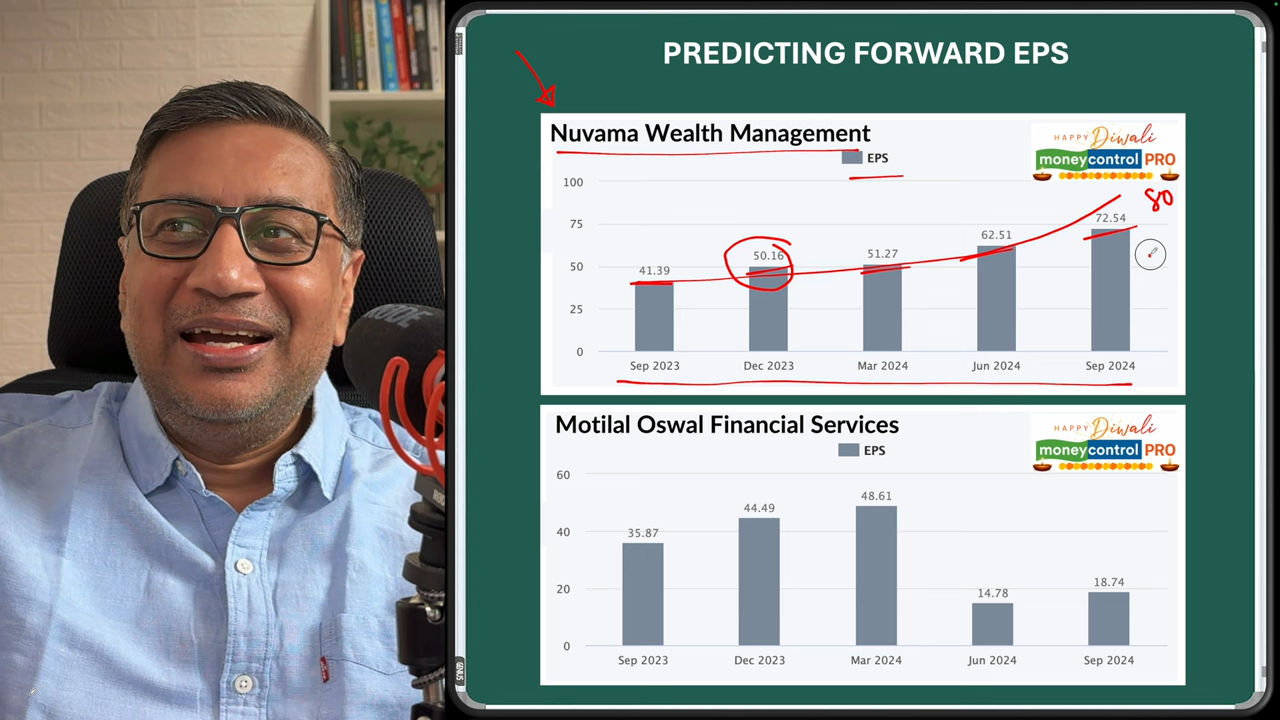 PREDICTING FORWARD EPS
Nuvama Wealth Management
HAPPY Diwali
moneycontrol PRO
EPS
100
75
50
25
0
41.39
50.16
51.27
62.51
72.54
80
Sep 2023
Dec 2023
Mar 2024
Jun 2024
Sep 2024
Motilal Oswal Financial Services
HAPPY Diwali
moneycontrol PRO
EPS
60
40
20
0
35.87
44.49
48.61
14.78
18.74
Sep 2023
Dec 2023
Mar 2024
Jun 2024
Sep 2024
RODE
GENIUS